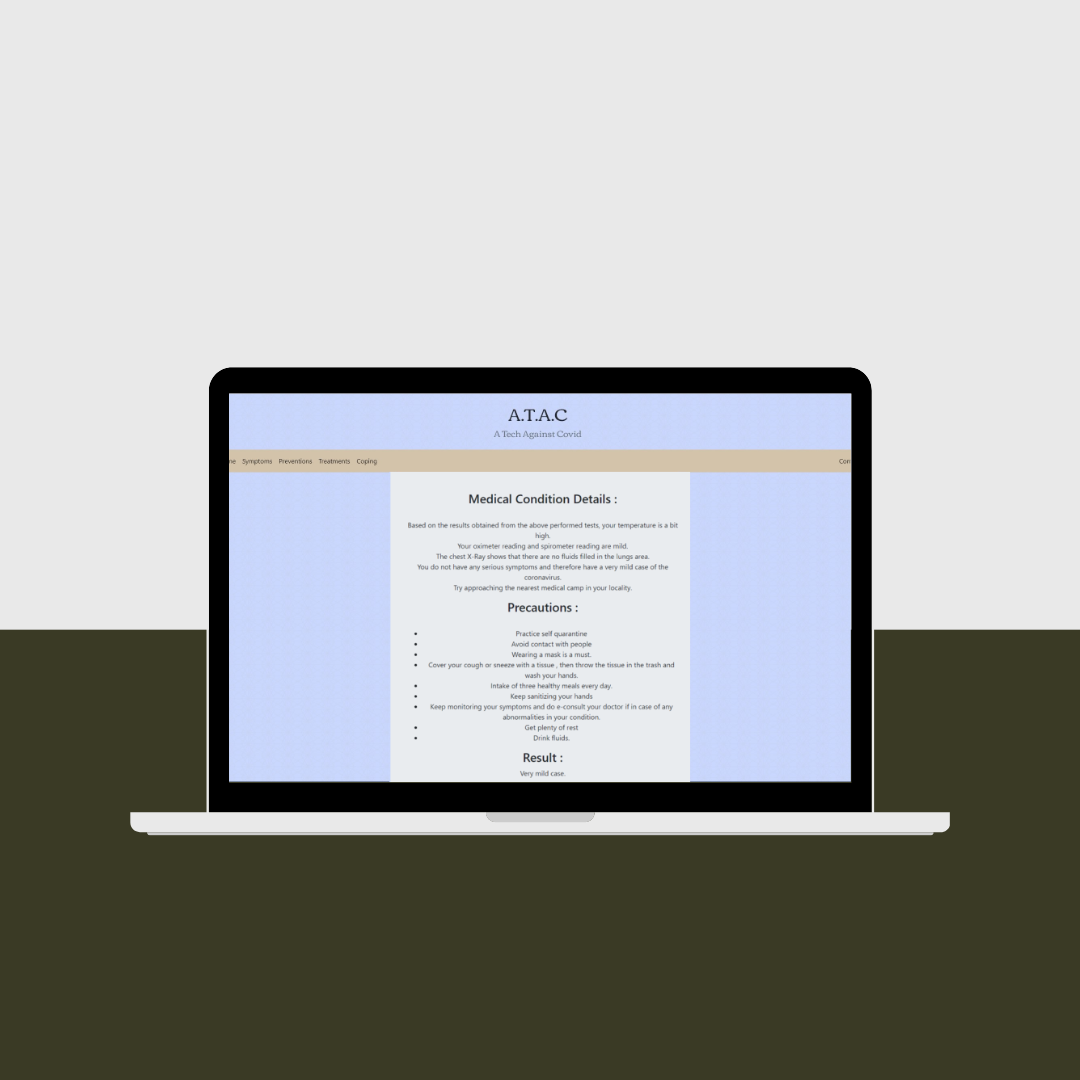 A.T.A.C
A Tech Against Covid
me Symptoms Preventions Treatments Coping Con
Medical Condition Details :
Based on the results obtained from the above performed tests, your temperature is a bit
high.
Your oximeter reading and spirometer reading are mild.
The chest X-Ray shows that there are no fluids filled in the lungs area.
You do not have any serious symptoms and therefore have a very mild case of the
coronavirus.
Try approaching the nearest medical camp in your locality.
Precautions :
Practice self quarantine
Avoid contact with people
Wearing a mask is a must.
Cover your cough or sneeze with a tissue , then throw the tissue in the trash and
wash your hands.
Intake of three healthy meals every day.
Keep sanitizing your hands
Keep monitoring your symptoms and do e-consult your doctor if in case of any
abnormalities in your condition.
Get plenty of rest
Drink fluids.
Result :
Very mild case.